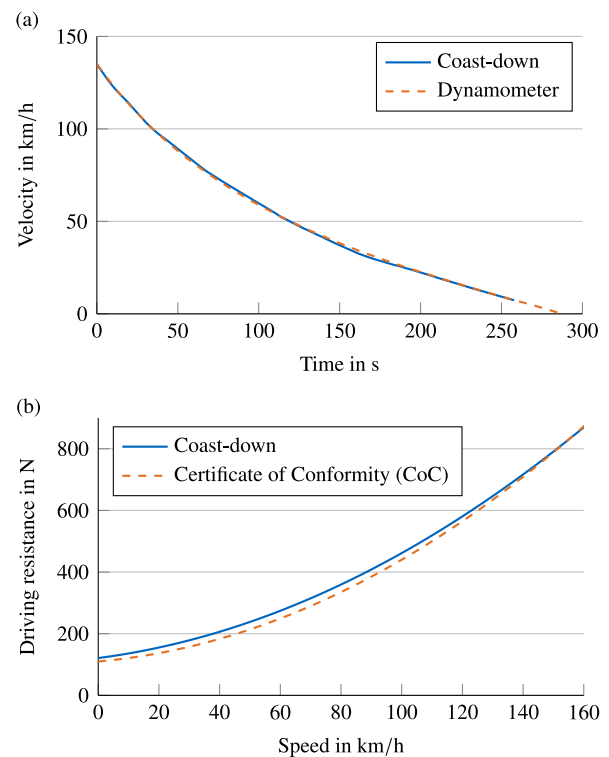 (a)
150
100
50
0
Velocity in km/h
Coast-down
Dynamometer
0 50 100 150 200 250 300
Time in s
(b)
800
600
400
200
0
Driving resistance in N
Coast-down
Certificate of Conformity (CoC)
0 20 40 60 80 100 120 140 160
Speed in km/h